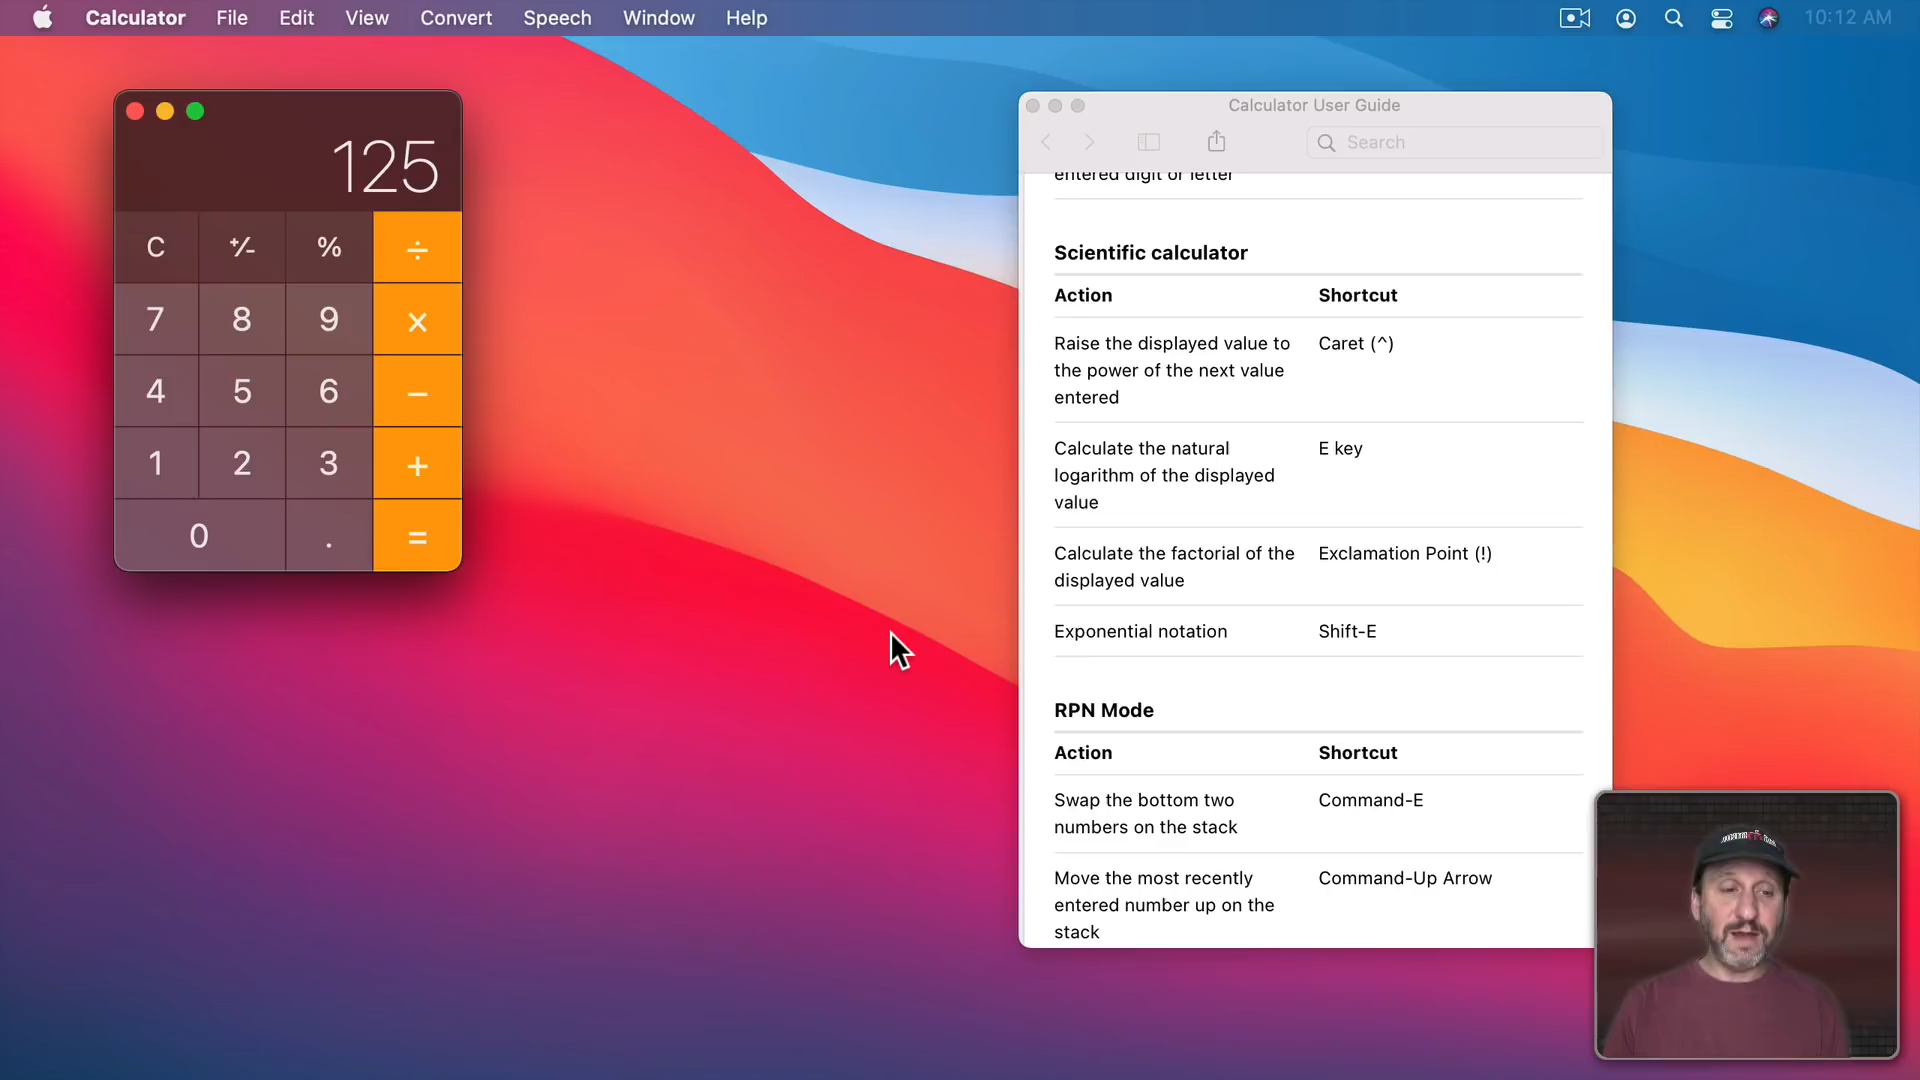 Calculator File Edit View Convert Speech Window Help 10:12 AM
125
C +/- % ÷
7 8 9 ×
4 5 6 −
1 2 3 +
0 . =
Calculator User Guide
Search
entered digit or letter
Scientific calculator
Action Shortcut
Raise the displayed value to Caret (^)
the power of the next value
entered
Calculate the natural E key
logarithm of the displayed
value
Calculate the factorial of the Exclamation Point (!)
displayed value
Exponential notation Shift-E
RPN Mode
Action Shortcut
Swap the bottom two Command-E
numbers on the stack
Move the most recently Command-Up Arrow
entered number up on the
stack